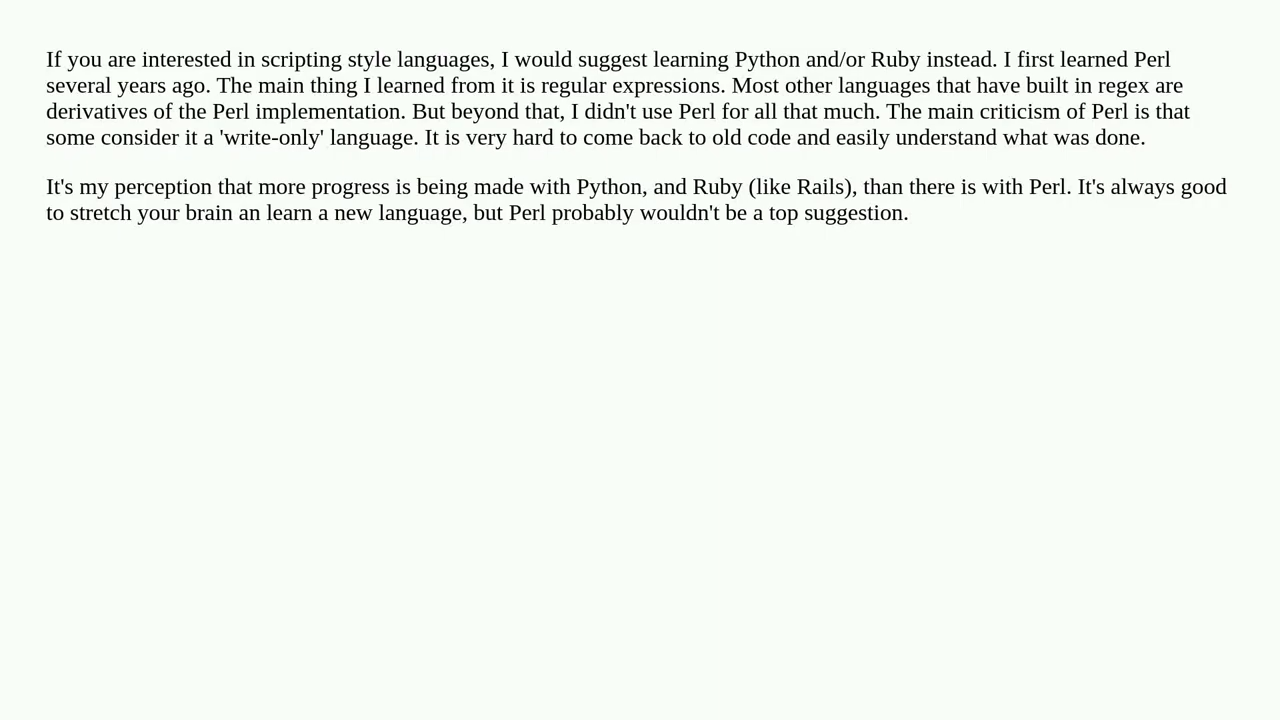 If you are interested in scripting style languages, I would suggest learning Python and/or Ruby instead. I first learned Perl
several years ago. The main thing I learned from it is regular expressions. Most other languages that have built in regex are
derivatives of the Perl implementation. But beyond that, I didn't use Perl for all that much. The main criticism of Perl is that
some consider it a 'write-only' language. It is very hard to come back to old code and easily understand what was done.
It's my perception that more progress is being made with Python, and Ruby (like Rails), than there is with Perl. It's always good
to stretch your brain an learn a new language, but Perl probably wouldn't be a top suggestion.